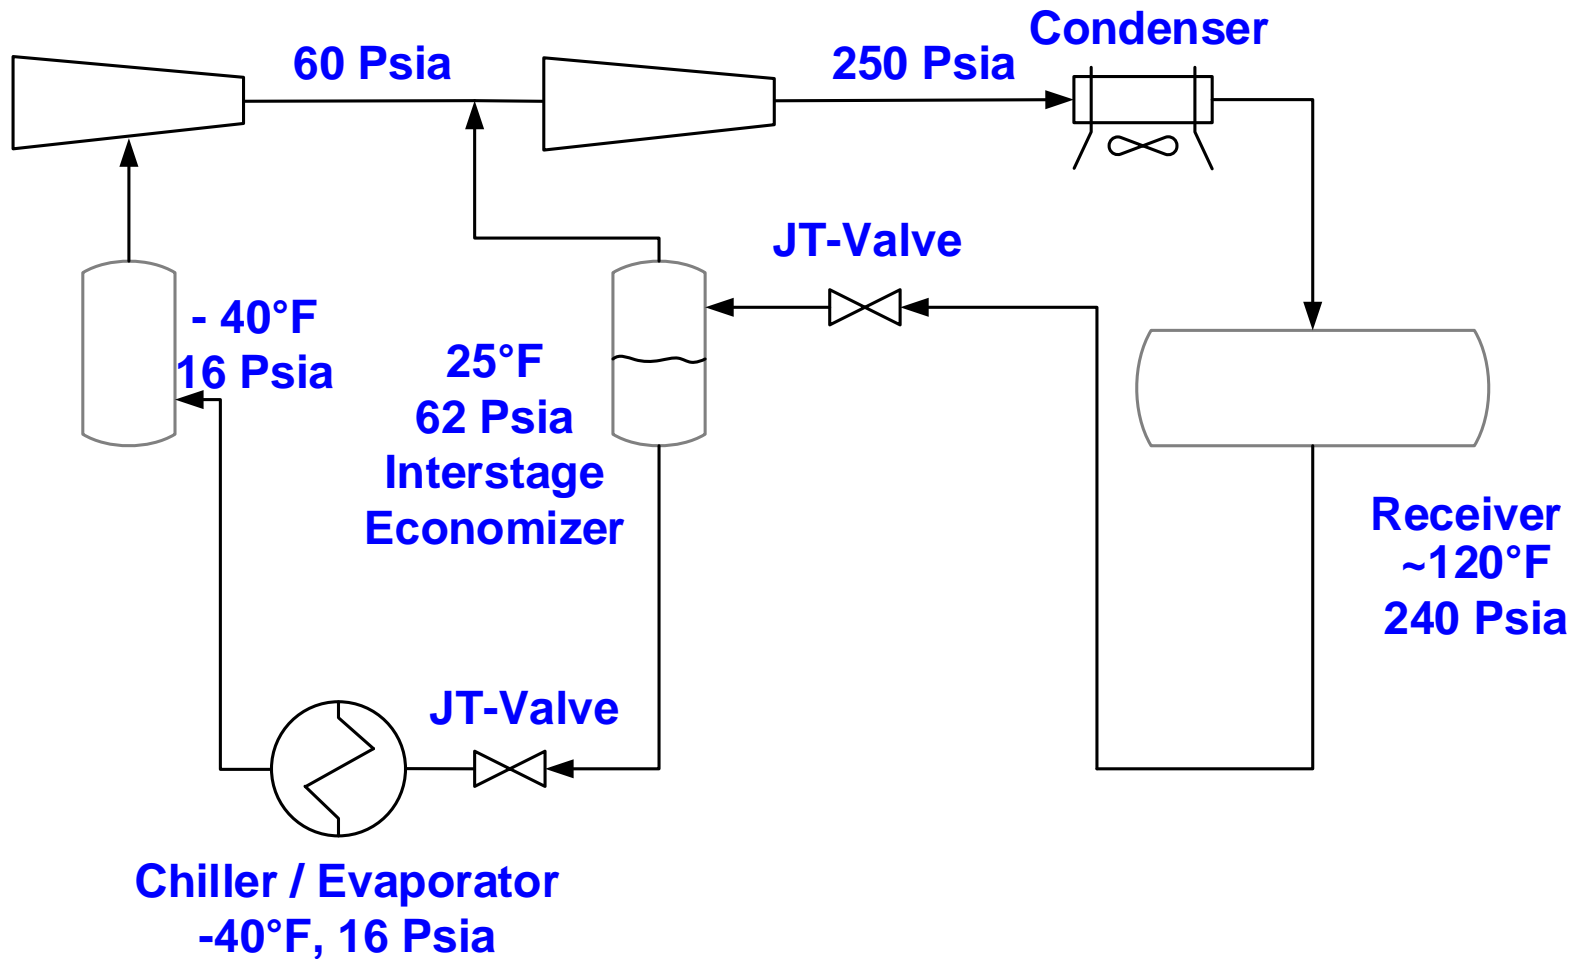 Condenser
60 Psia
250 Psia
JT-Valve
- 40°F
16 Psia
25°F
62 Psia
Interstage
Economizer
Receiver
~120°F
240 Psia
JT-Valve
Chiller / Evaporator
-40°F, 16 Psia